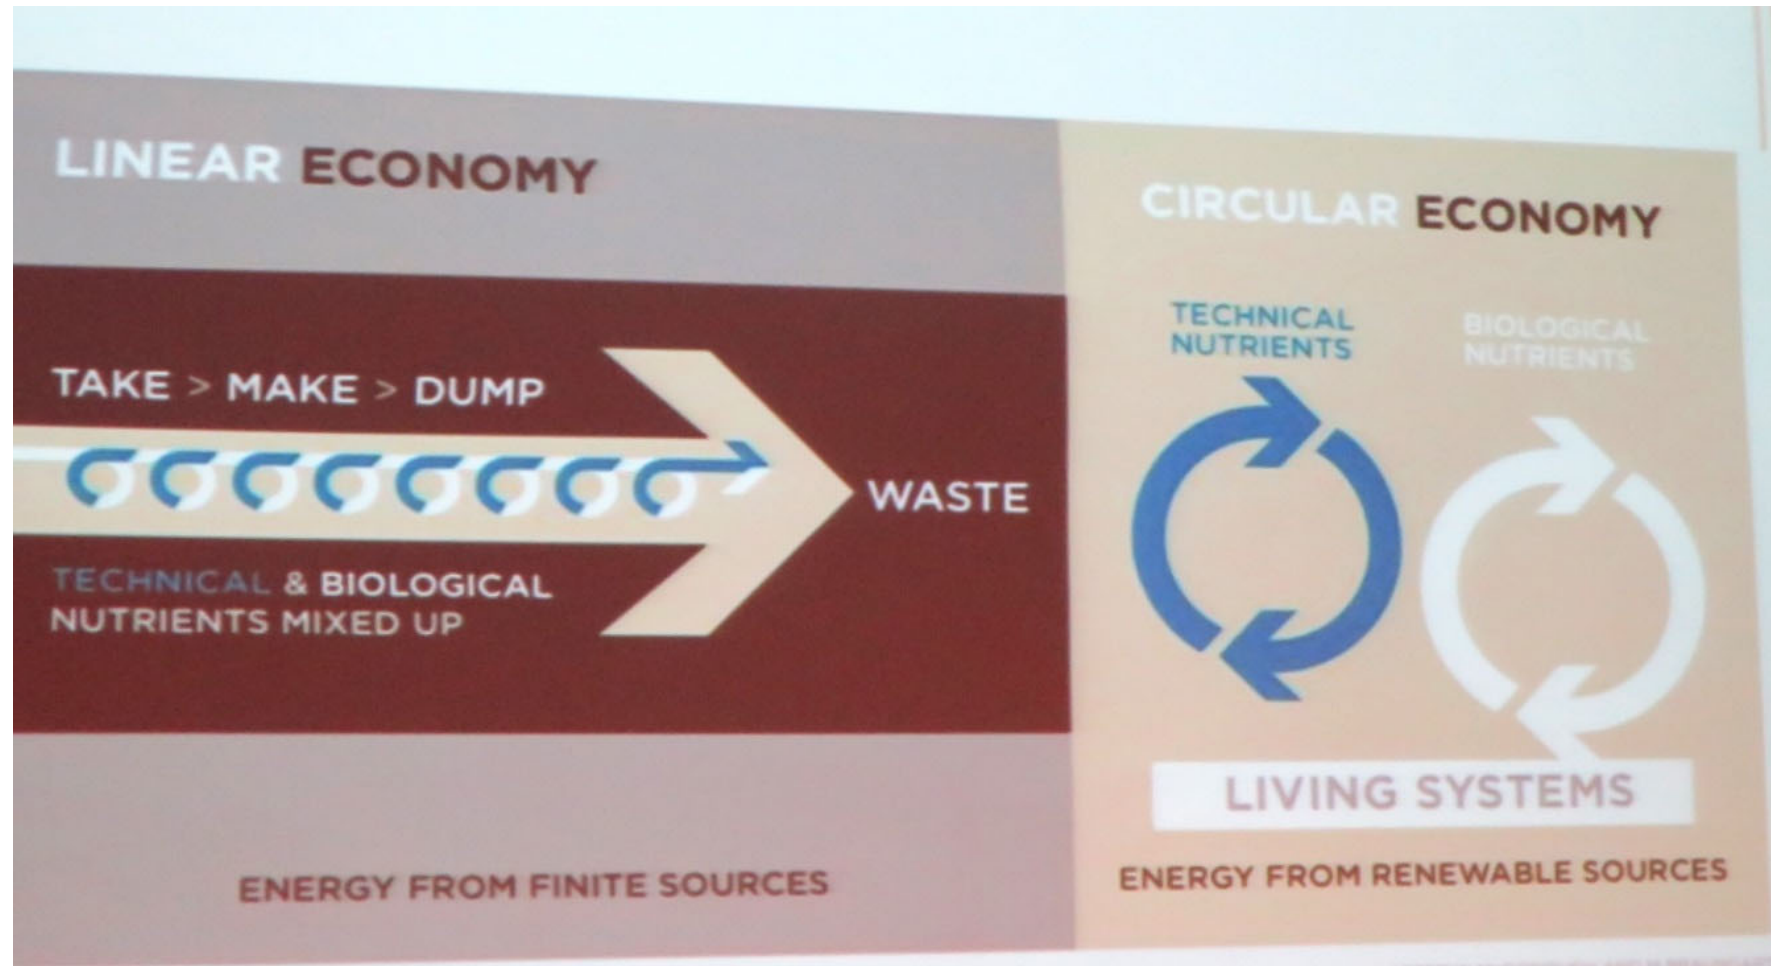 LINEAR ECONOMY
TAKE > MAKE > DUMP
WASTE
TECHNICAL & BIOLOGICAL
NUTRIENTS MIXED UP
ENERGY FROM FINITE SOURCES
CIRCULAR ECONOMY
TECHNICAL
NUTRIENTS
BIOLOGICAL
NUTRIENTS
LIVING SYSTEMS
ENERGY FROM RENEWABLE SOURCES